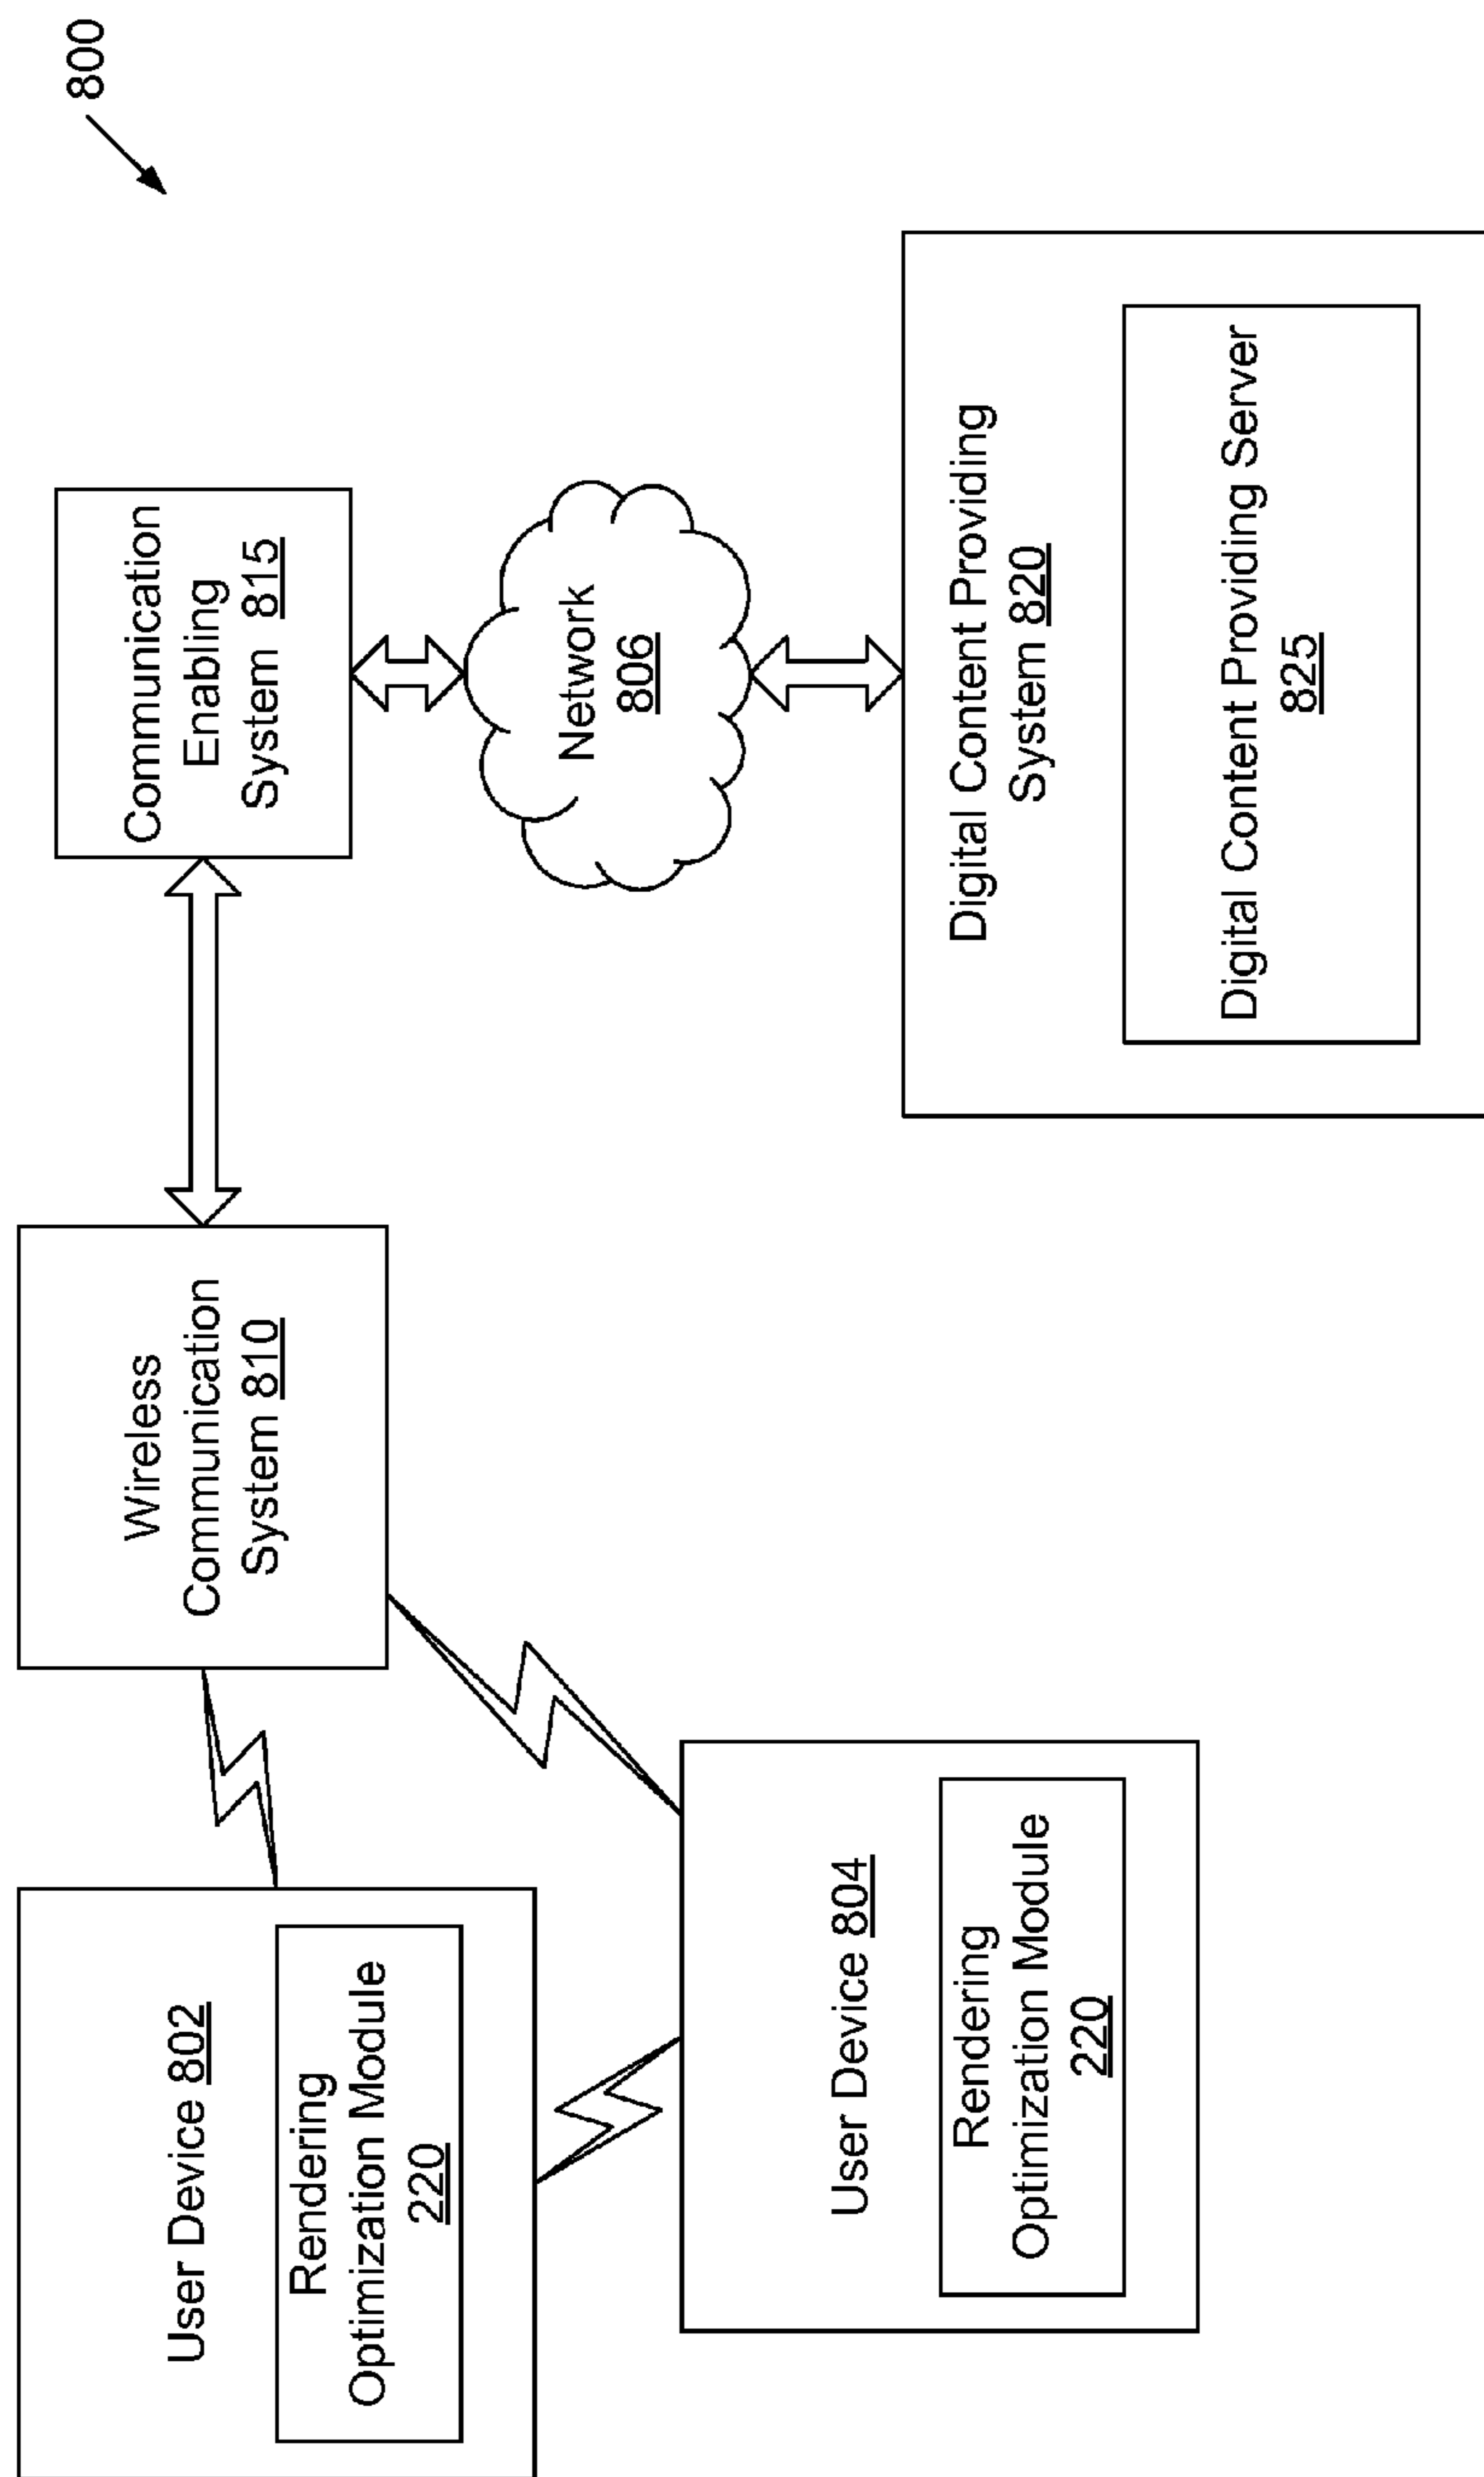 800
User Device 802
Rendering
Optimization Module
220
Wireless
Communication
System 810
Communication
Enabling
System 815
Network
806
User Device 804
Rendering
Optimization Module
220
Digital Content Providing
System 820
Digital Content Providing Server
825